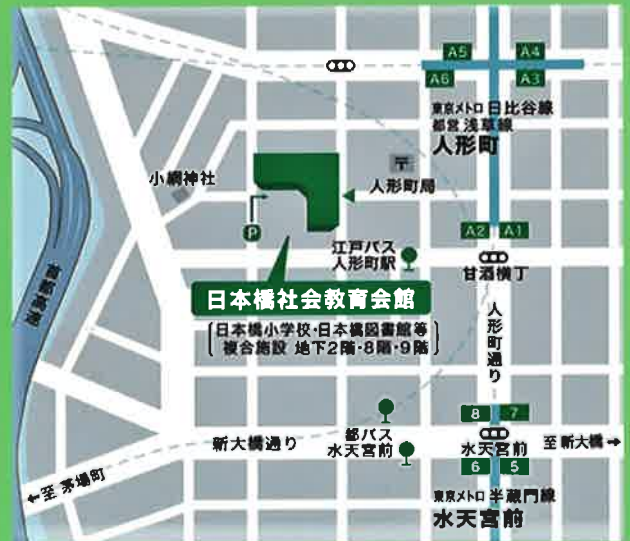 A5
A4
A6
A3
東京メトロ 日比谷線
都営 浅草線
人形町
小網神社
〒
人形町局
P
A2
A1
江戸バス
人形町駅
甘酒横丁
首都高速
日本橋社会教育会館
日本橋小学校・日本橋図書館等
複合施設 地下2階・8階・9階
人形町通り
8
7
新大橋通り
都バス
水天宮前
水天宮前
至 新大橋→
6
5
←至 茅場町
東京メトロ 半蔵門線
水天宮前